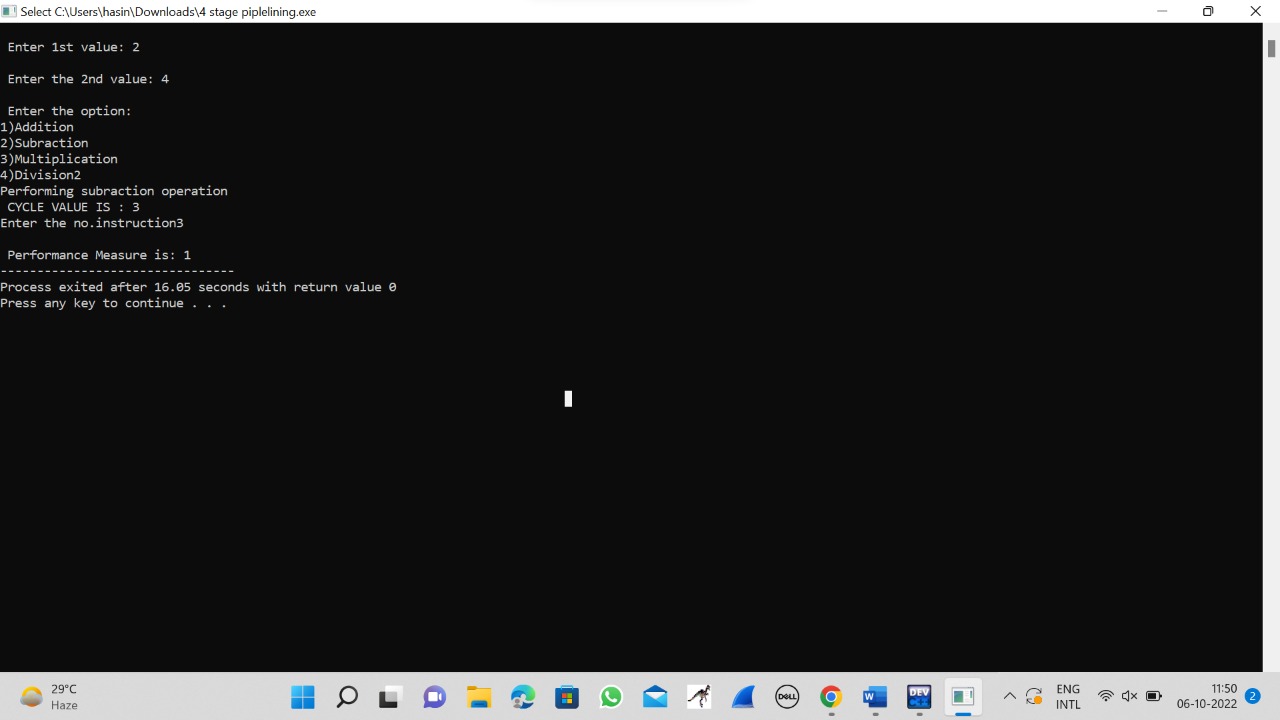 Select C:\Users\hasin\Downloads\4 stage piplelining.exe
Enter 1st value: 2
Enter the 2nd value: 4
Enter the option:
1)Addition
2)Subraction
3)Multiplication
4)Division2
Performing subraction operation
CYCLE VALUE IS : 3
Enter the no.instruction3
Performance Measure is: 1
--------------------------------
Process exited after 16.05 seconds with return value 0
Press any key to continue . . .
29°C
Haze
DELL
DEV
ENG
INTL
11:50
06-10-2022
2